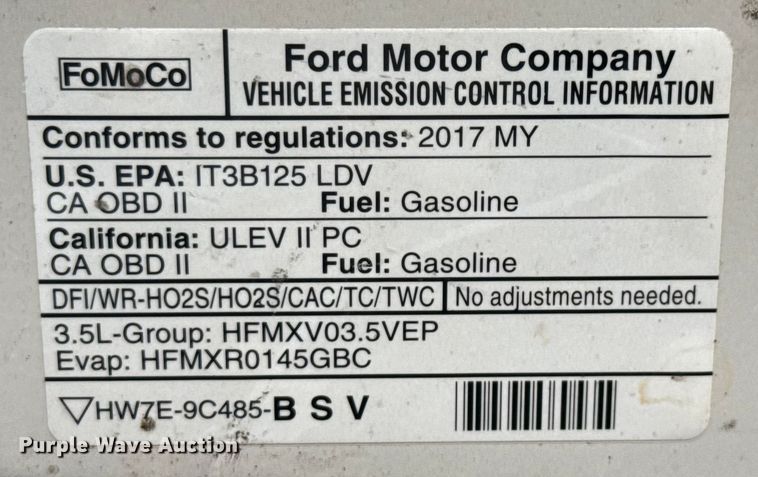 FoMoCo
Ford Motor Company
VEHICLE EMISSION CONTROL INFORMATION
Conforms to regulations: 2017 MY
U.S. EPA: IT3B125 LDV
CA OBD II Fuel: Gasoline
California: ULEV II PC
CA OBD II Fuel: Gasoline
DFI/WR-HO2S/HO2S/CAC/TC/TWC No adjustments needed.
3.5L-Group: HFMXV03.5VEP
Evap: HFMXR0145GBC
▽HW7E-9C485-B S V
Purple Wave Auction